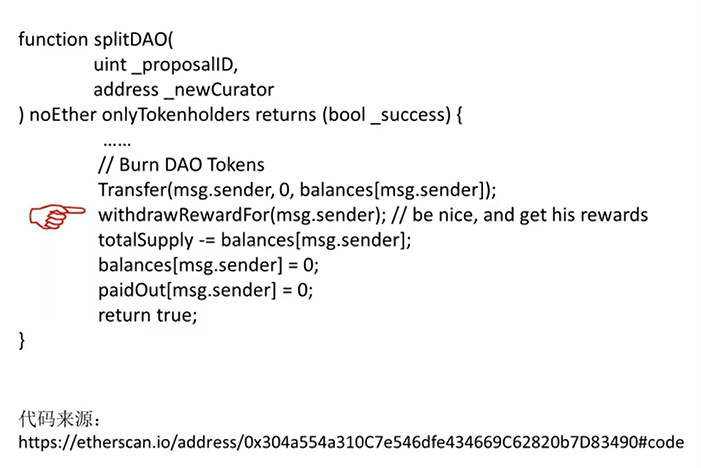 function splitDAO(
uint _proposalID,
address _newCurator
) noEther onlyTokenholders returns (bool _success) {
……
// Burn DAO Tokens
Transfer(msg.sender, 0, balances[msg.sender]);
withdrawRewardFor(msg.sender); // be nice, and get his rewards
totalSupply -= balances[msg.sender];
balances[msg.sender] = 0;
paidOut[msg.sender] = 0;
return true;
}
代码来源：
https://etherscan.io/address/0x304a554a310C7e546dfe434669C62820b7D83490#code